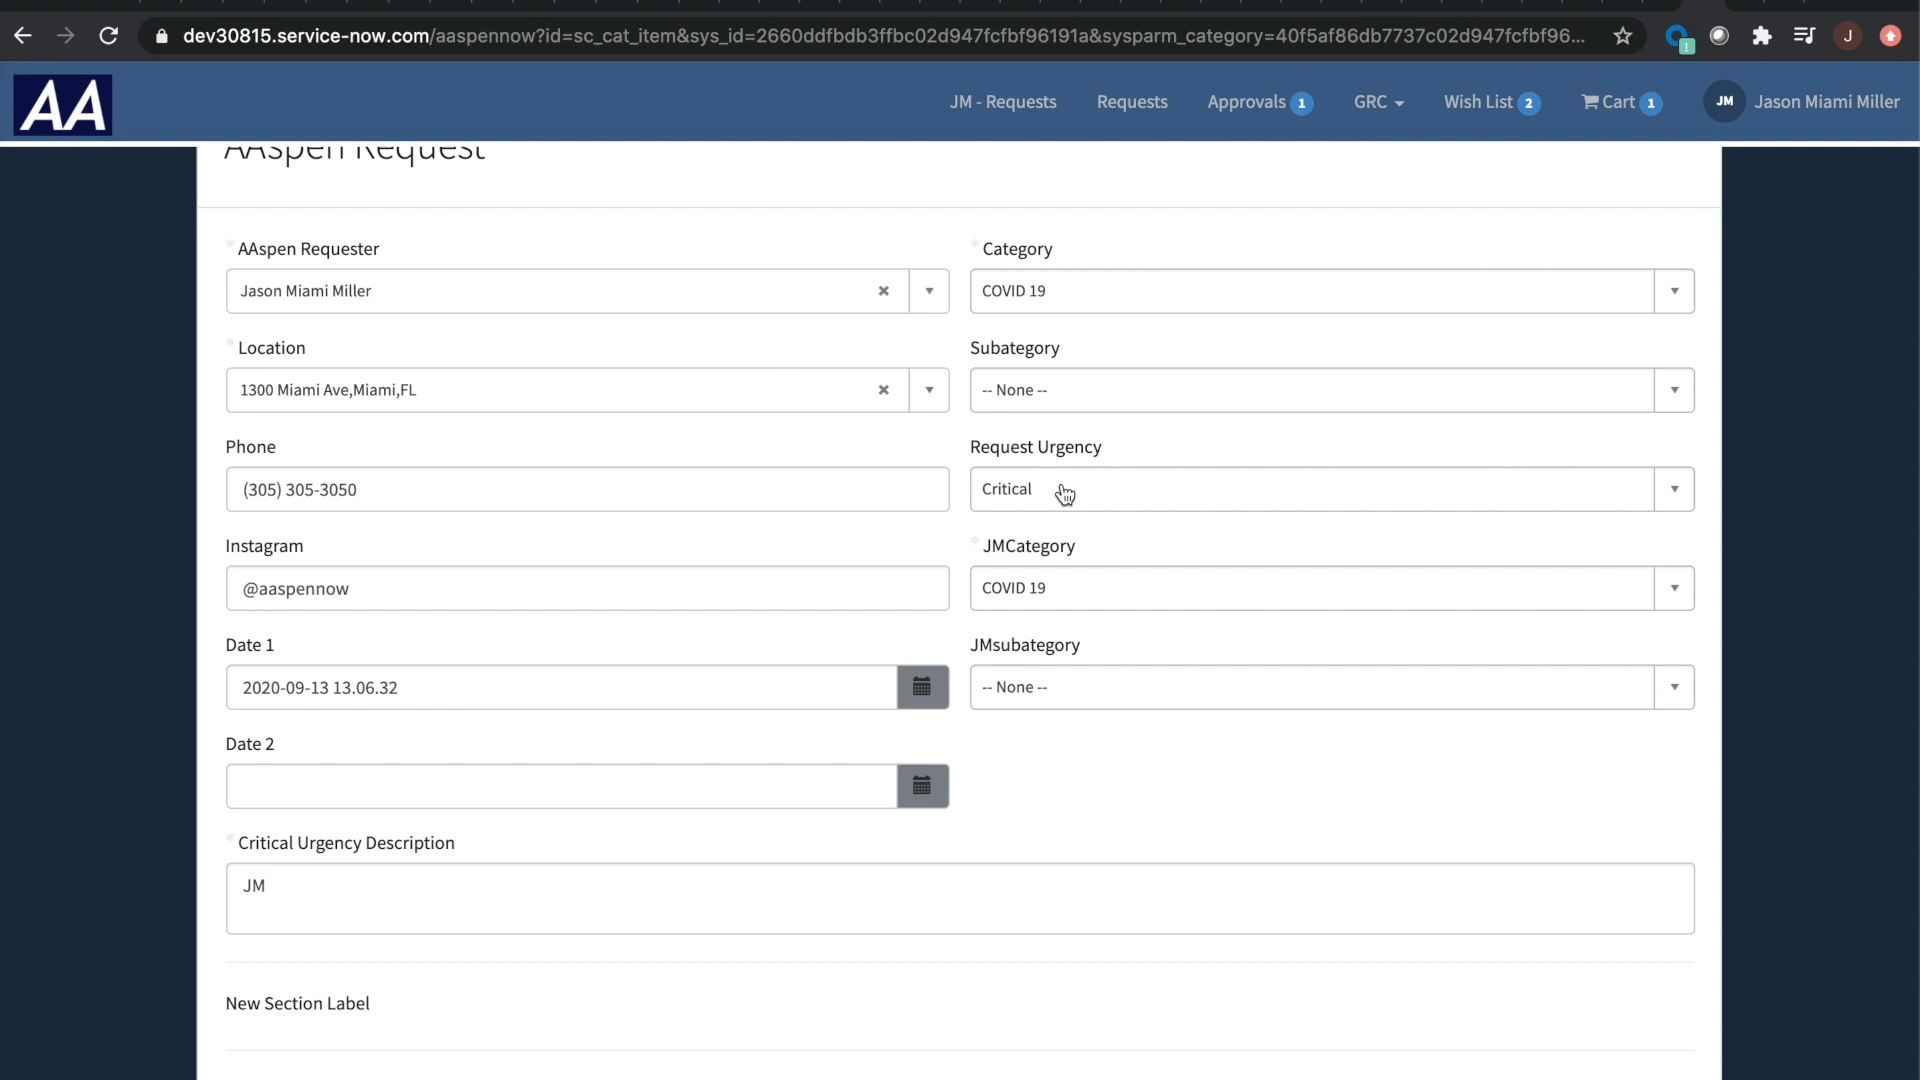 dev30815.service-now.com/aaspennow?id=sc_cat_item&sys_id=2660ddfbdb3ffbc02d947fcfbf96191a&sysparm_category=40f5af86db7737c02d947fcfbf96...
J
AA
JM - Requests
Requests
Approvals 1
GRC
Wish List 2
Cart 1
JM
Jason Miami Miller
AAspen Request
* AAspen Requester
Jason Miami Miller
* Category
COVID 19
* Location
1300 Miami Ave,Miami,FL
Subategory
-- None --
Phone
(305) 305-3050
Request Urgency
Critical
Instagram
@aaspennow
* JMCategory
COVID 19
Date 1
2020-09-13 13.06.32
JMsubategory
-- None --
Date 2
* Critical Urgency Description
JM
New Section Label